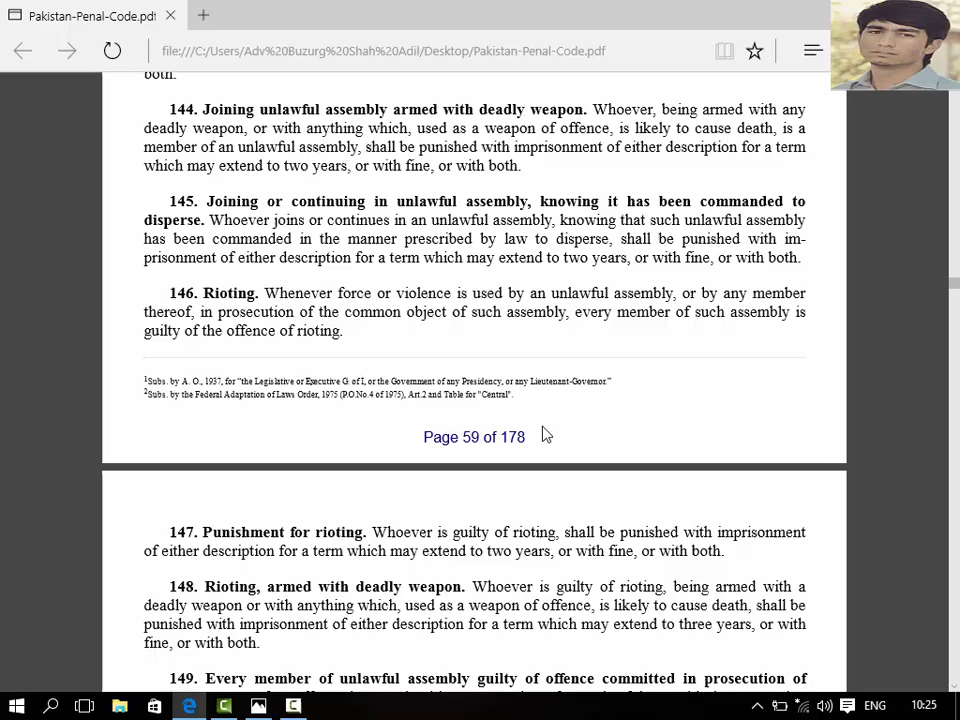 Pakistan-Penal-Code.pdf
file:///C:/Users/Adv%20Buzurg%20Shah%20Adil/Desktop/Pakistan-Penal-Code.pdf
both.
144. Joining unlawful assembly armed with deadly weapon. Whoever, being armed with any
deadly weapon, or with anything which, used as a weapon of offence, is likely to cause death, is a
member of an unlawful assembly, shall be punished with imprisonment of either description for a term
which may extend to two years, or with fine, or with both.
145. Joining or continuing in unlawful assembly, knowing it has been commanded to
disperse. Whoever joins or continues in an unlawful assembly, knowing that such unlawful assembly
has been commanded in the manner prescribed by law to disperse, shall be punished with im-
prisonment of either description for a term which may extend to two years, or with fine, or with both.
146. Rioting. Whenever force or violence is used by an unlawful assembly, or by any member
thereof, in prosecution of the common object of such assembly, every member of such assembly is
guilty of the offence of rioting.
1Subs. by A. O., 1937, for "the Legislative or Executive G. of I, or the Government of any Presidency, or any Lieutenant-Governor."
2Subs. by the Federal Adaptation of Laws Order, 1975 (P.O.No.4 of 1975), Art.2 and Table for "Central".
Page 59 of 178
147. Punishment for rioting. Whoever is guilty of rioting, shall be punished with imprisonment
of either description for a term which may extend to two years, or with fine, or with both.
148. Rioting, armed with deadly weapon. Whoever is guilty of rioting, being armed with a
deadly weapon or with anything which, used as a weapon of offence, is likely to cause death, shall be
punished with imprisonment of either description for a term which may extend to three years, or with
fine, or with both.
149. Every member of unlawful assembly guilty of offence committed in prosecution of
ENG
10:25